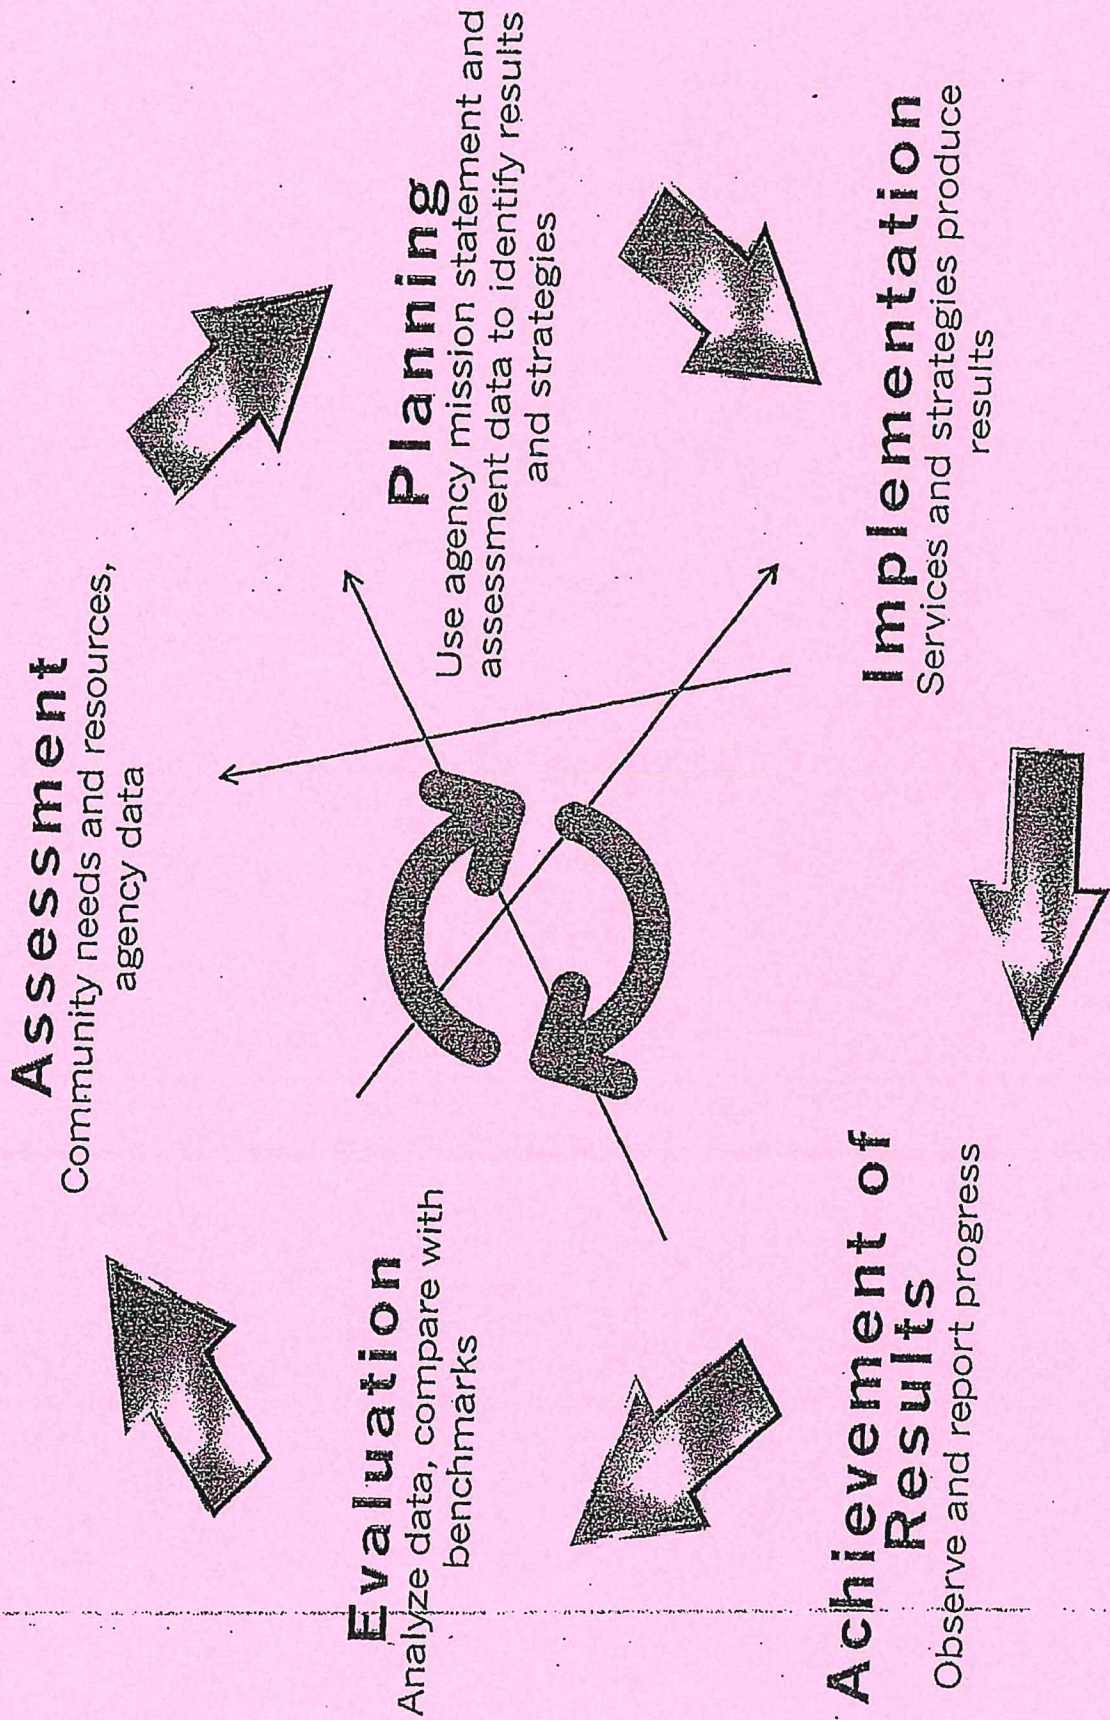 Assessment
Community needs and resources,
agency data
Planning
Use agency mission statement and
assessment data to identify results
and strategies
Implementation
Services and strategies produce
results
Achievement of
Results
Observe and report progress
Evaluation
Analyze data, compare with
benchmarks